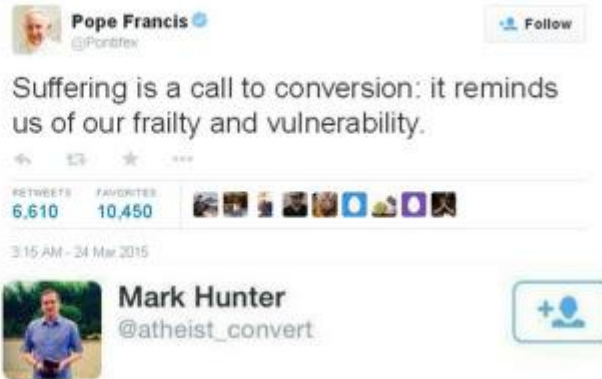 Pope Francis
@Pontifex
Follow
Suffering is a call to conversion: it reminds
us of our frailty and vulnerability.
RETWEETS FAVORITES
6,610 10,450
3:15 AM - 24 Mar 2015
Mark Hunter
@atheist_convert